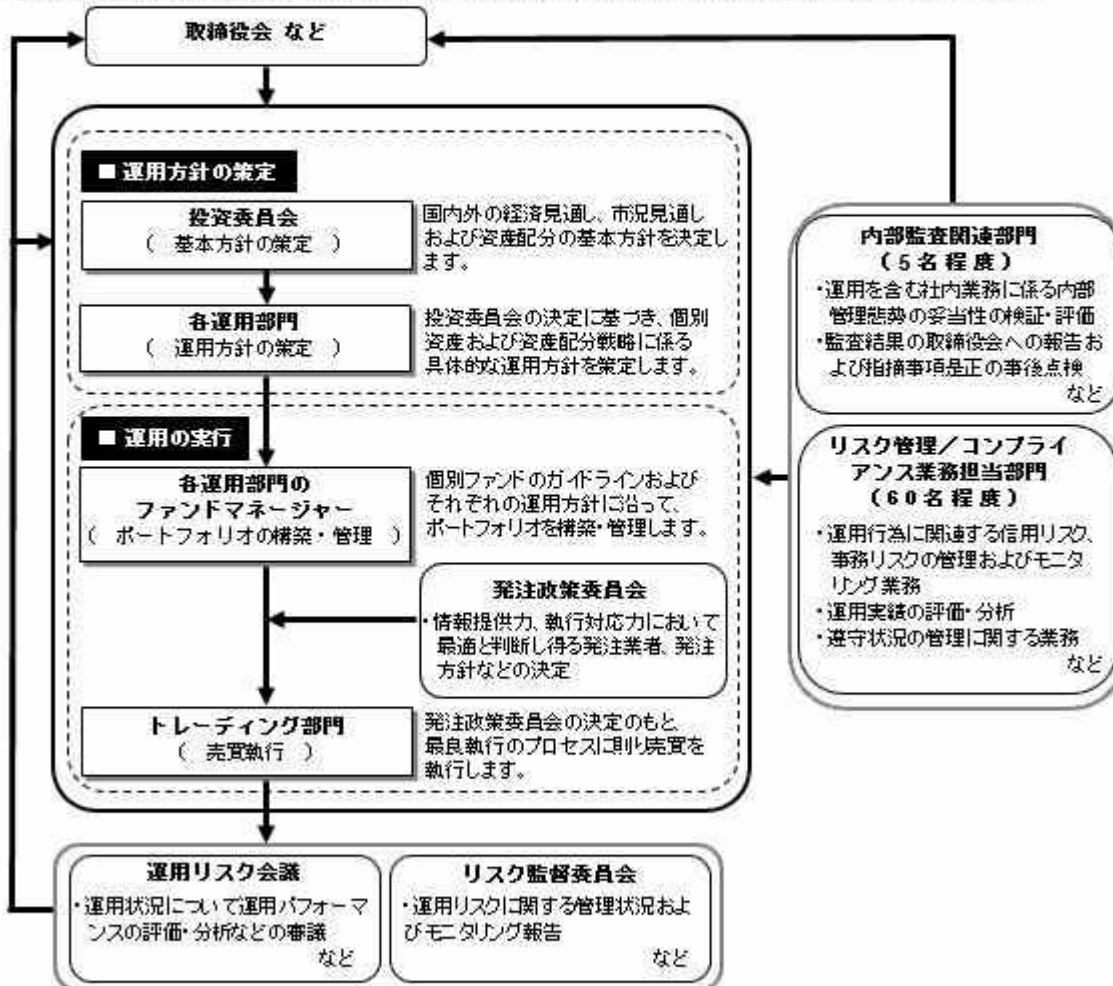 取締役会 など
■ 運用方針の策定
投資委員会
( 基本方針の策定 )
国内外の経済見通し、市況見通し
および資産配分の基本方針を決定し
ます。
各運用部門
( 運用方針の策定 )
投資委員会の決定に基づき、個別
資産および資産配分戦略に係る
具体的な運用方針を策定します。
■ 運用の実行
各運用部門の
ファンドマネージャー
( ポートフォリオの構築・管理 )
個別ファンドのガイドラインおよび
それぞれの運用方針に沿って、
ポートフォリオを構築・管理します。
発注政策委員会
・情報提供力、執行対応力において
最適と判断し得る発注業者、発注
方針などの決定
トレーディング部門
( 売買執行 )
発注政策委員会の決定のもと、
最良執行のプロセスに則り売買を
執行します。
運用リスク会議
・運用状況について運用パフォーマ
ンスの評価・分析などの審議
など
リスク監督委員会
・運用リスクに関する管理状況およ
びモニタリング報告
など
内部監査関連部門
(5名程度)
・運用を含む社内業務に係る内部
管理態勢の妥当性の検証・評価
・監査結果の取締役会への報告お
よび指摘事項是正の事後点検
など
リスク管理/コンプライ
アンス業務担当部門
(60名程度)
・運用行為に関連する信用リスク、
事務リスクの管理およびモニタ
リング業務
・運用実績の評価・分析
・遵守状況の管理に関する業務
など